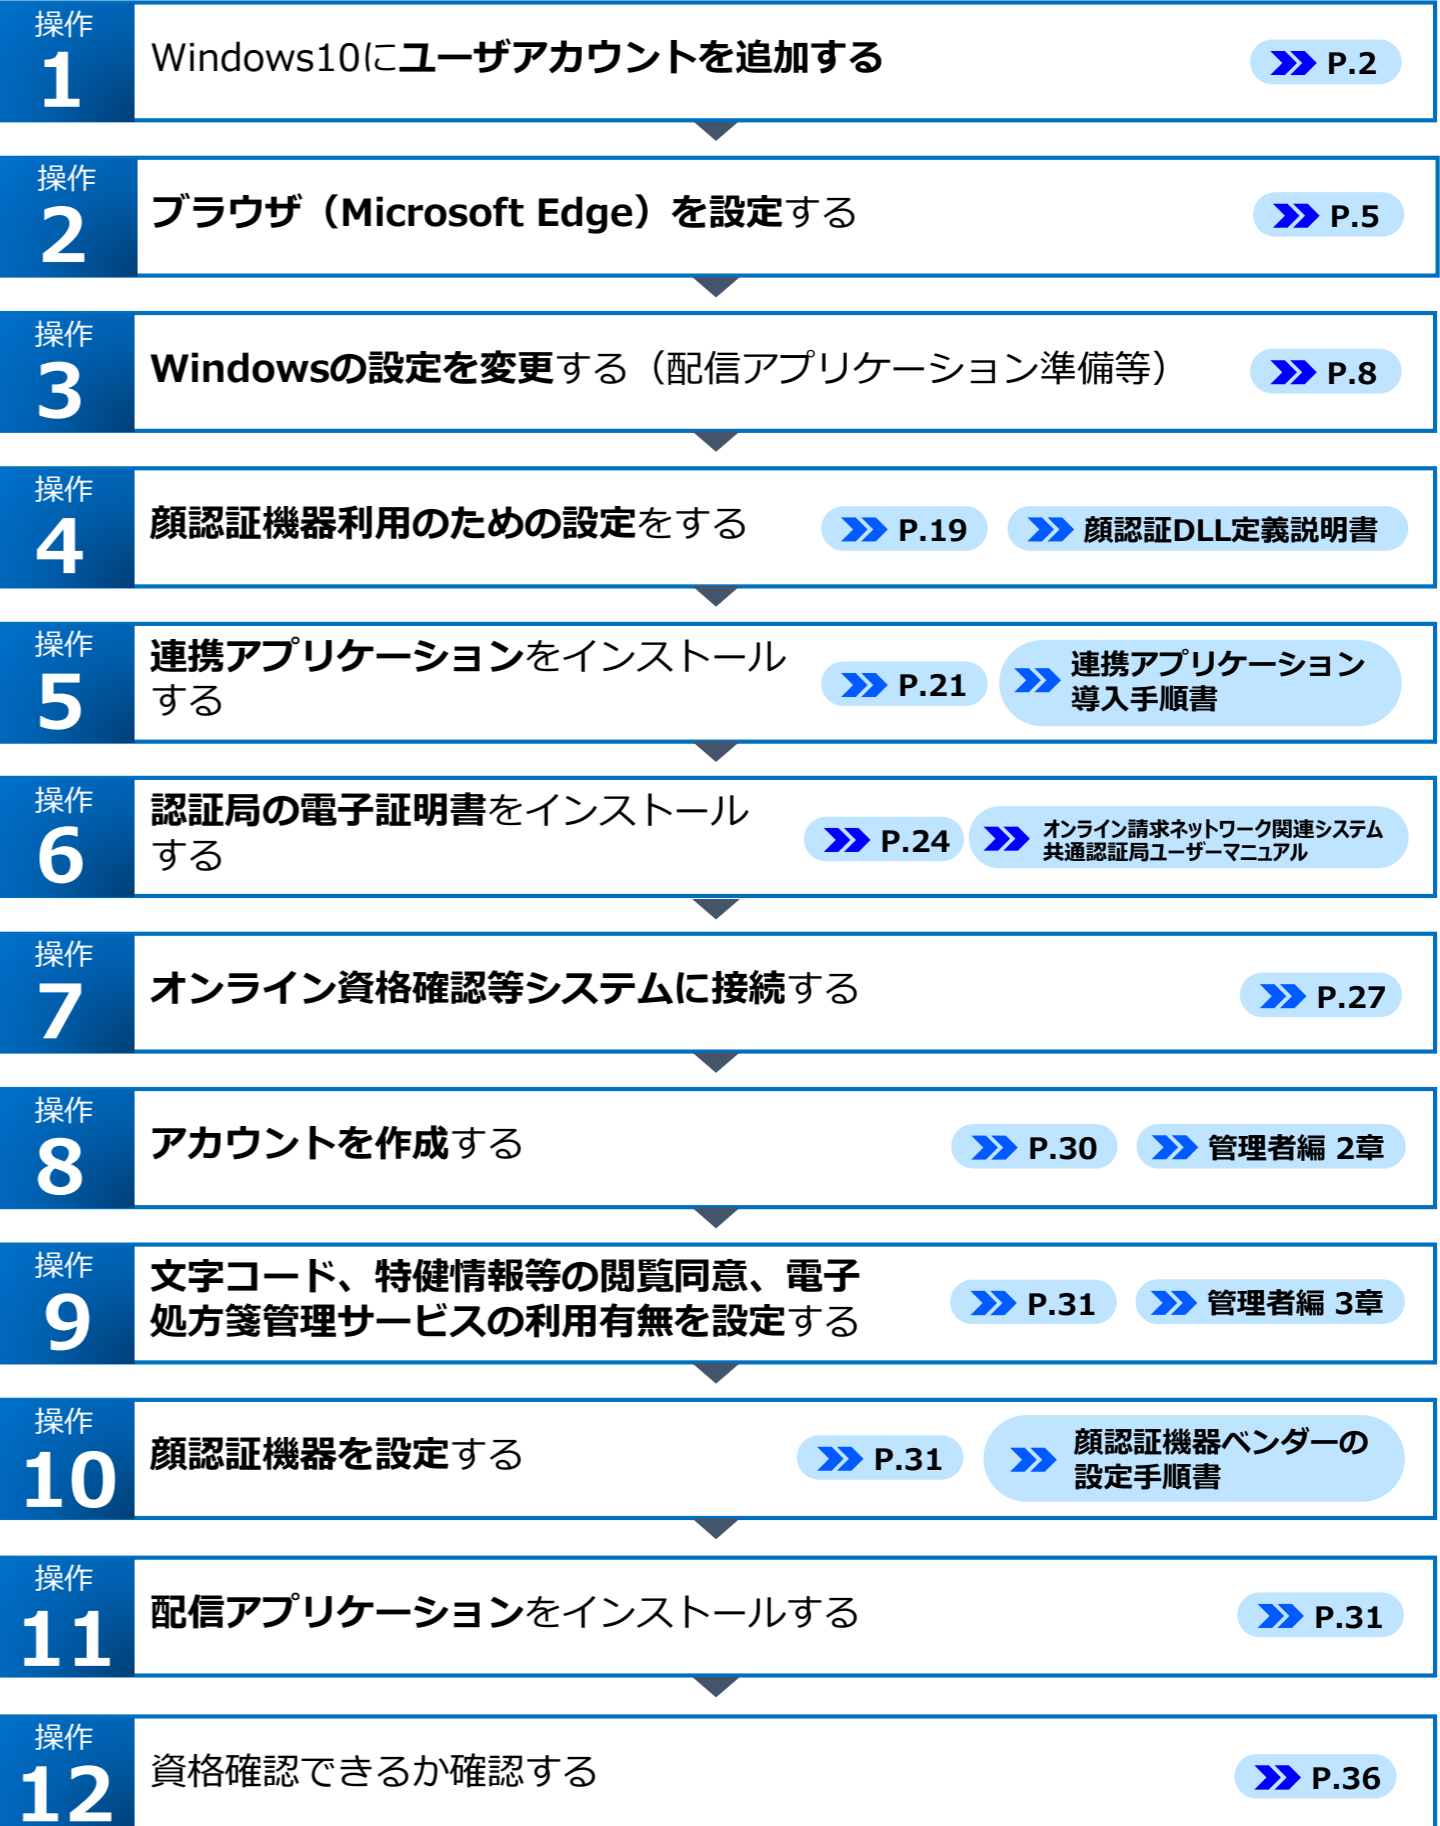 操作
1
Windows10にユーザアカウントを追加する
P.2
操作
2
ブラウザ（Microsoft Edge）を設定する
P.5
操作
3
Windowsの設定を変更する（配信アプリケーション準備等）
P.8
操作
4
顔認証機器利用のための設定をする
P.19
顔認証DLL定義説明書
操作
5
連携アプリケーションをインストール
する
P.21
連携アプリケーション
導入手順書
操作
6
認証局の電子証明書をインストール
する
P.24
オンライン請求ネットワーク関連システム
共通認証局ユーザーマニュアル
操作
7
オンライン資格確認等システムに接続する
P.27
操作
8
アカウントを作成する
P.30
管理者編 2章
操作
9
文字コード、特健情報等の閲覧同意、電子
処方箋管理サービスの利用有無を設定する
P.31
管理者編 3章
操作
10
顔認証機器を設定する
P.31
顔認証機器ベンダーの
設定手順書
操作
11
配信アプリケーションをインストールする
P.31
操作
12
資格確認できるか確認する
P.36